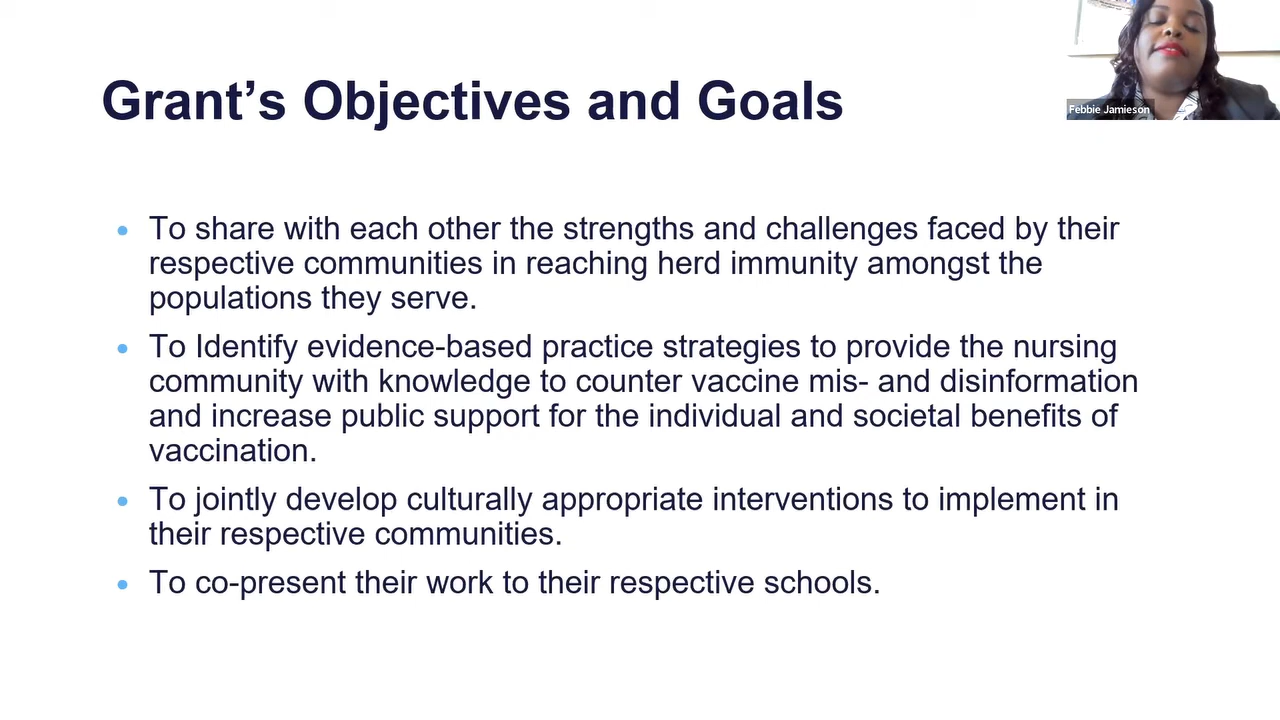 Grant’s Objectives and Goals
Febbie Jamieson
To share with each other the strengths and challenges faced by their
respective communities in reaching herd immunity amongst the
populations they serve.
To Identify evidence-based practice strategies to provide the nursing
community with knowledge to counter vaccine mis- and disinformation
and increase public support for the individual and societal benefits of
vaccination.
To jointly develop culturally appropriate interventions to implement in
their respective communities.
To co-present their work to their respective schools.